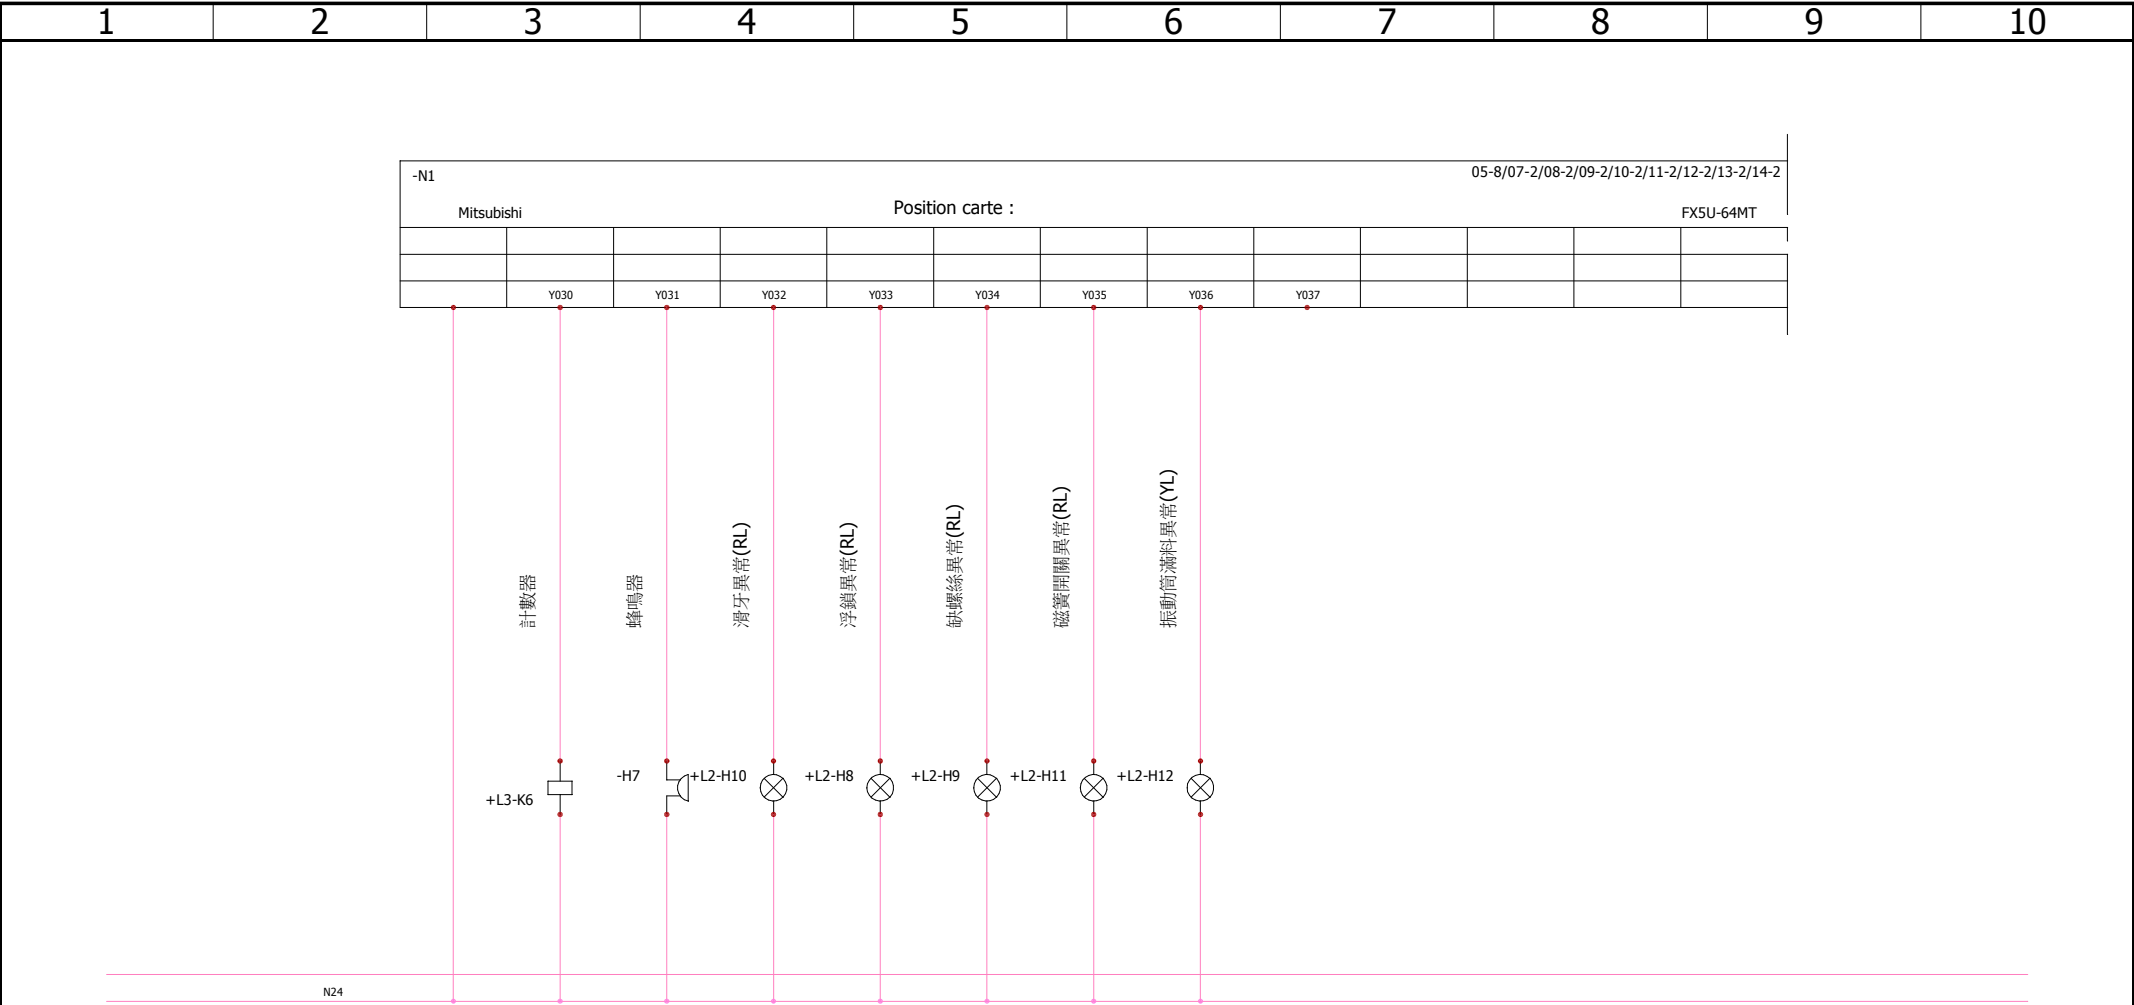 1 2 3 4 5 6 7 8 9 10
-N1 05-8/07-2/08-2/09-2/10-2/11-2/12-2/13-2/14-2
Mitsubishi Position carte : FX5U-64MT
Y030 Y031 Y032 Y033 Y034 Y035 Y036 Y037
計數器
蜂鳴器
滑牙異常(RL)
浮鎖異常(RL)
缺螺絲異常(RL)
磁簧開關異常(RL)
振動筒滿料異常(YL)
-H7 +L2-H10 +L2-H8 +L2-H9 +L2-H11 +L2-H12
+L3-K6
N24